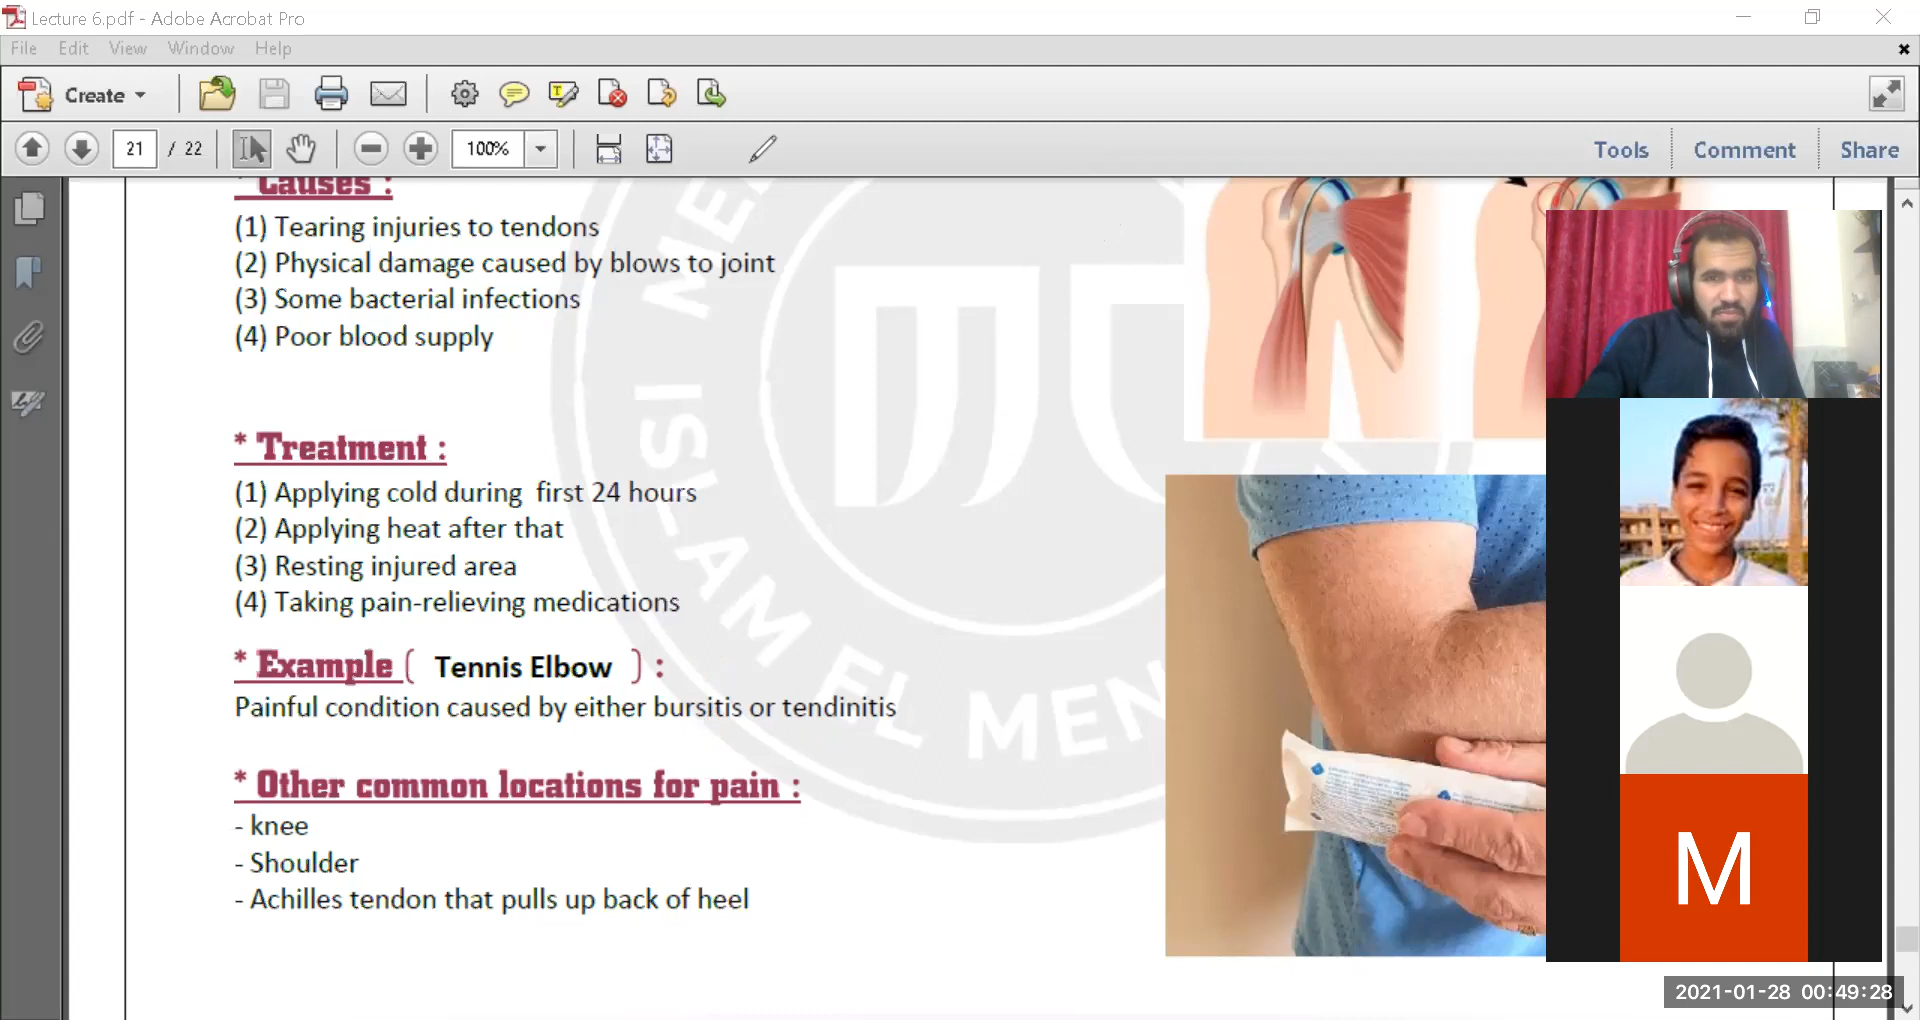 Lecture 6.pdf - Adobe Acrobat Pro
File Edit View Window Help
Create
21 / 22 100% Tools Comment Share
* Causes :
(1) Tearing injuries to tendons
(2) Physical damage caused by blows to joint
(3) Some bacterial infections
(4) Poor blood supply
* Treatment :
(1) Applying cold during first 24 hours
(2) Applying heat after that
(3) Resting injured area
(4) Taking pain-relieving medications
* Example ( Tennis Elbow ) :
Painful condition caused by either bursitis or tendinitis
* Other common locations for pain :
- knee
- Shoulder
- Achilles tendon that pulls up back of heel
M
2021-01-28 00:49:28